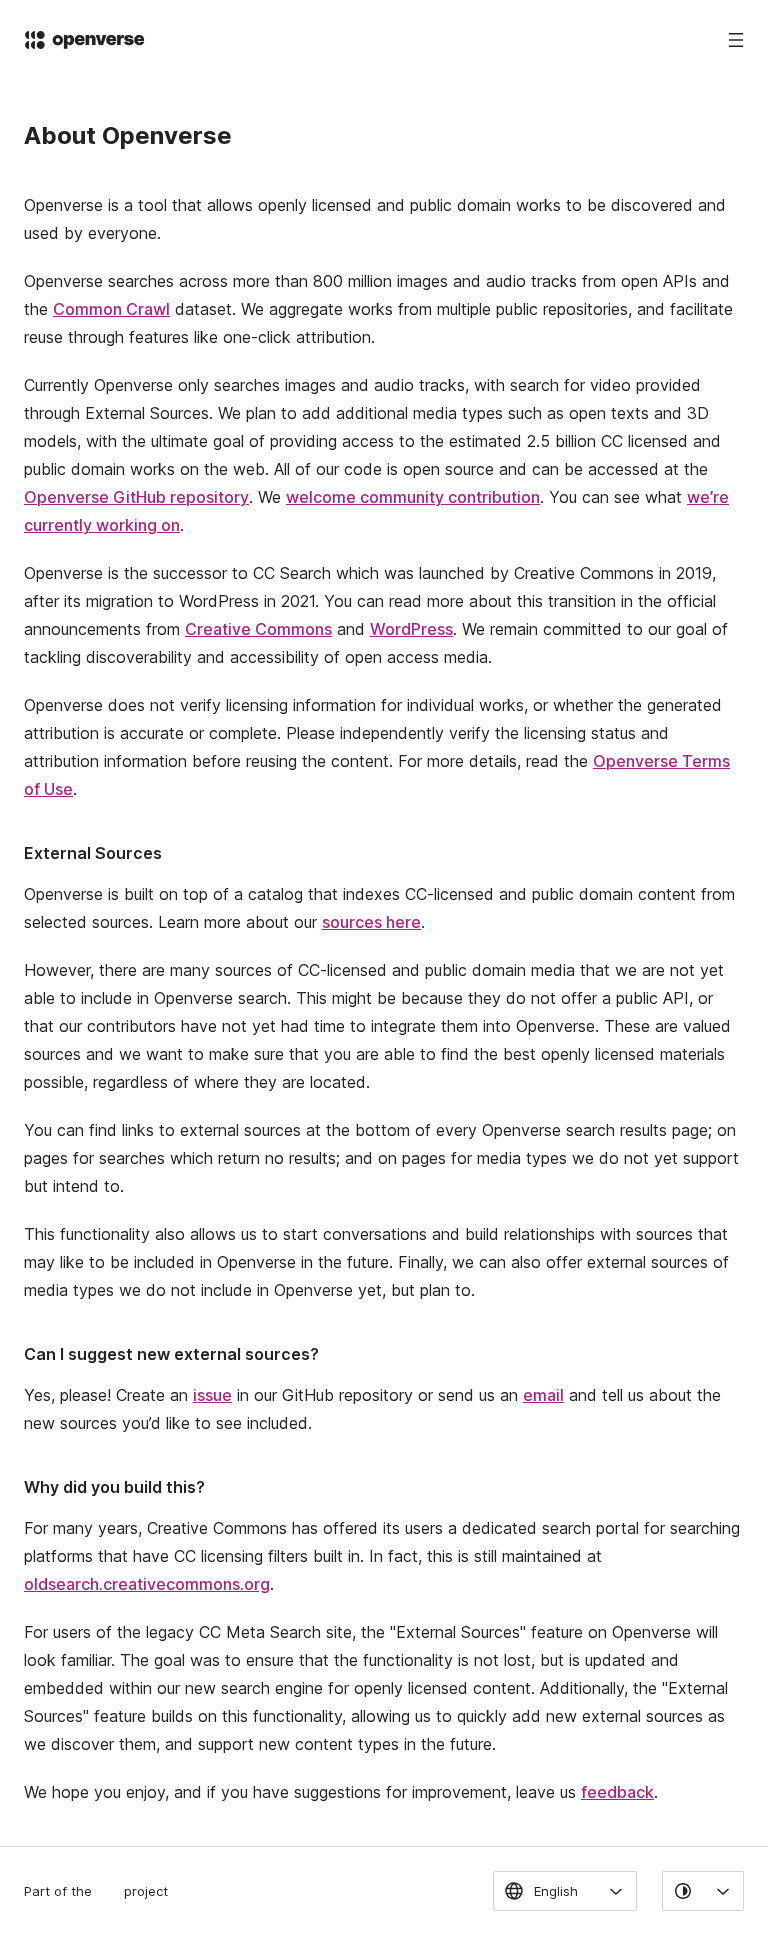 openverse
About Openverse
Openverse is a tool that allows openly licensed and public domain works to be discovered and
used by everyone.
Openverse searches across more than 800 million images and audio tracks from open APIs and
the Common Crawl dataset. We aggregate works from multiple public repositories, and facilitate
reuse through features like one-click attribution.
Currently Openverse only searches images and audio tracks, with search for video provided
through External Sources. We plan to add additional media types such as open texts and 3D
models, with the ultimate goal of providing access to the estimated 2.5 billion CC licensed and
public domain works on the web. All of our code is open source and can be accessed at the
Openverse GitHub repository. We welcome community contribution. You can see what we’re
currently working on.
Openverse is the successor to CC Search which was launched by Creative Commons in 2019,
after its migration to WordPress in 2021. You can read more about this transition in the official
announcements from Creative Commons and WordPress. We remain committed to our goal of
tackling discoverability and accessibility of open access media.
Openverse does not verify licensing information for individual works, or whether the generated
attribution is accurate or complete. Please independently verify the licensing status and
attribution information before reusing the content. For more details, read the Openverse Terms
of Use.
External Sources
Openverse is built on top of a catalog that indexes CC-licensed and public domain content from
selected sources. Learn more about our sources here.
However, there are many sources of CC-licensed and public domain media that we are not yet
able to include in Openverse search. This might be because they do not offer a public API, or
that our contributors have not yet had time to integrate them into Openverse. These are valued
sources and we want to make sure that you are able to find the best openly licensed materials
possible, regardless of where they are located.
You can find links to external sources at the bottom of every Openverse search results page; on
pages for searches which return no results; and on pages for media types we do not yet support
but intend to.
This functionality also allows us to start conversations and build relationships with sources that
may like to be included in Openverse in the future. Finally, we can also offer external sources of
media types we do not include in Openverse yet, but plan to.
Can I suggest new external sources?
Yes, please! Create an issue in our GitHub repository or send us an email and tell us about the
new sources you’d like to see included.
Why did you build this?
For many years, Creative Commons has offered its users a dedicated search portal for searching
platforms that have CC licensing filters built in. In fact, this is still maintained at
oldsearch.creativecommons.org.
For users of the legacy CC Meta Search site, the "External Sources" feature on Openverse will
look familiar. The goal was to ensure that the functionality is not lost, but is updated and
embedded within our new search engine for openly licensed content. Additionally, the "External
Sources" feature builds on this functionality, allowing us to quickly add new external sources as
we discover them, and support new content types in the future.
We hope you enjoy, and if you have suggestions for improvement, leave us feedback.
Part of the project
English